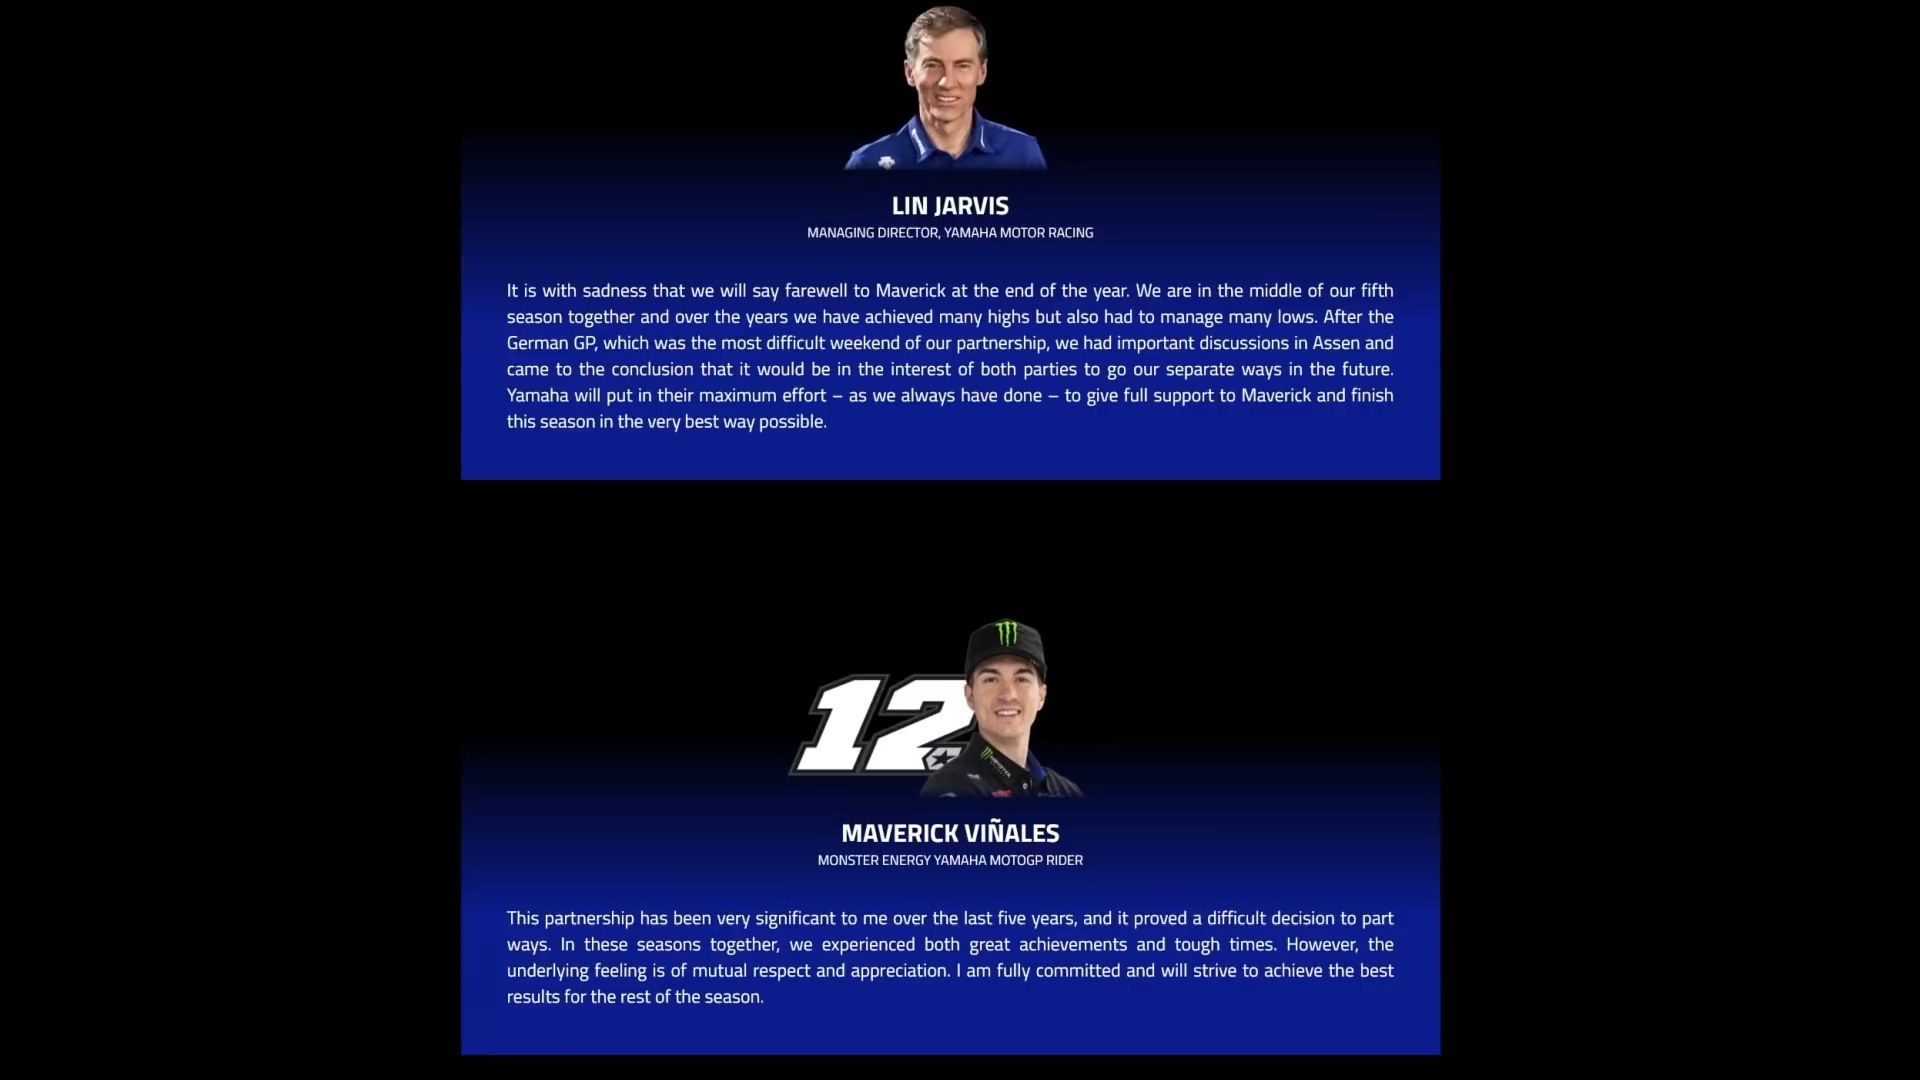 LIN JARVIS
MANAGING DIRECTOR, YAMAHA MOTOR RACING
It is with sadness that we will say farewell to Maverick at the end of the year. We are in the middle of our fifth
season together and over the years we have achieved many highs but also had to manage many lows. After the
German GP, which was the most difficult weekend of our partnership, we had important discussions in Assen and
came to the conclusion that it would be in the interest of both parties to go our separate ways in the future.
Yamaha will put in their maximum effort – as we always have done – to give full support to Maverick and finish
this season in the very best way possible.
12
MAVERICK VIÑALES
MONSTER ENERGY YAMAHA MOTOGP RIDER
This partnership has been very significant to me over the last five years, and it proved a difficult decision to part
ways. In these seasons together, we experienced both great achievements and tough times. However, the
underlying feeling is of mutual respect and appreciation. I am fully committed and will strive to achieve the best
results for the rest of the season.